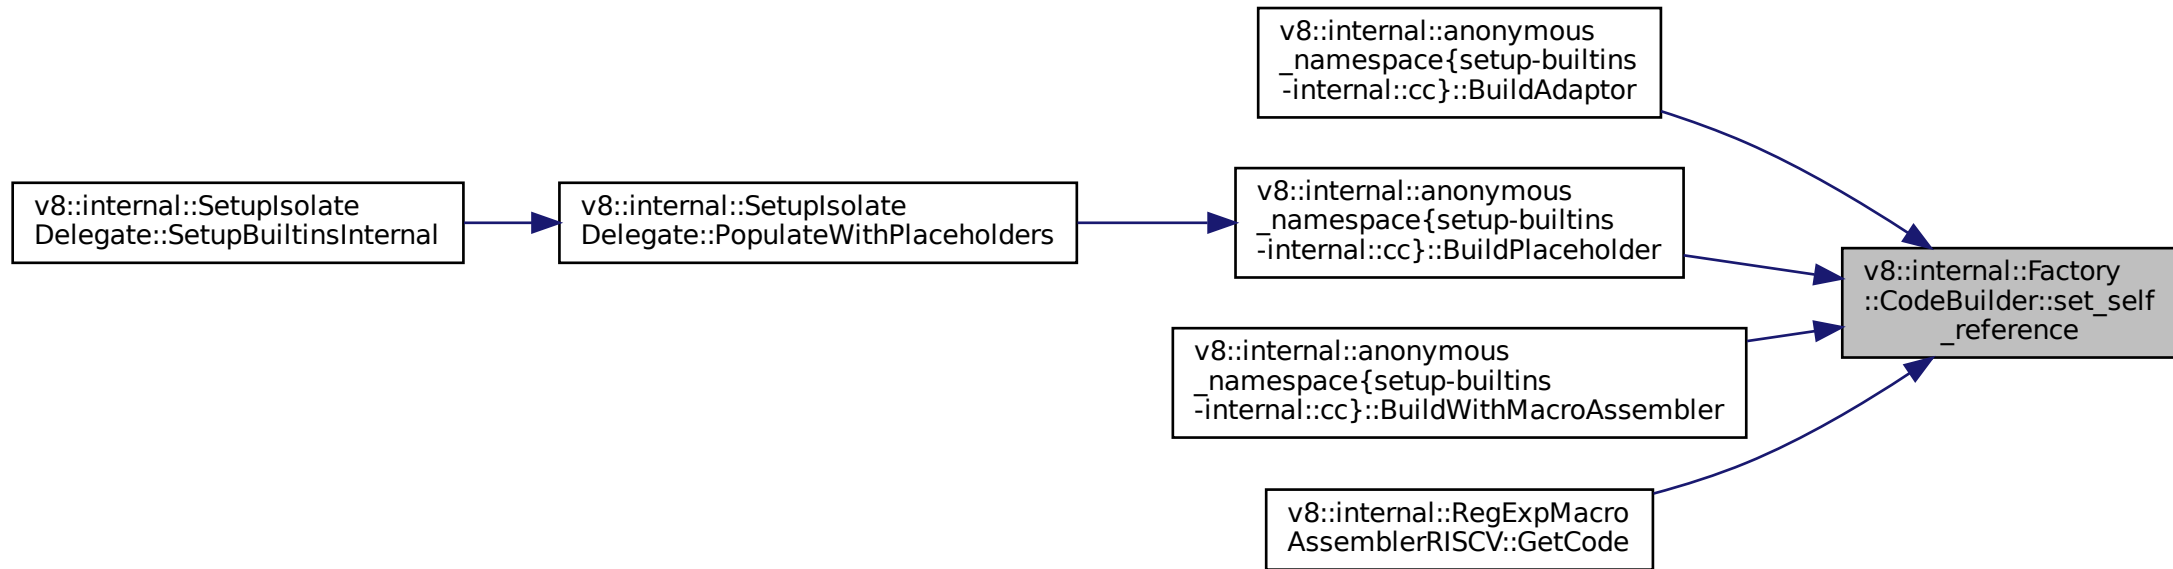 v8::internal::SetupIsolate
Delegate::SetupBuiltinsInternal
v8::internal::SetupIsolate
Delegate::PopulateWithPlaceholders
v8::internal::anonymous
_namespace{setup-builtins
-internal::cc}::BuildAdaptor
v8::internal::anonymous
_namespace{setup-builtins
-internal::cc}::BuildPlaceholder
v8::internal::anonymous
_namespace{setup-builtins
-internal::cc}::BuildWithMacroAssembler
v8::internal::RegExpMacro
AssemblerRISCV::GetCode
v8::internal::Factory
::CodeBuilder::set_self
_reference